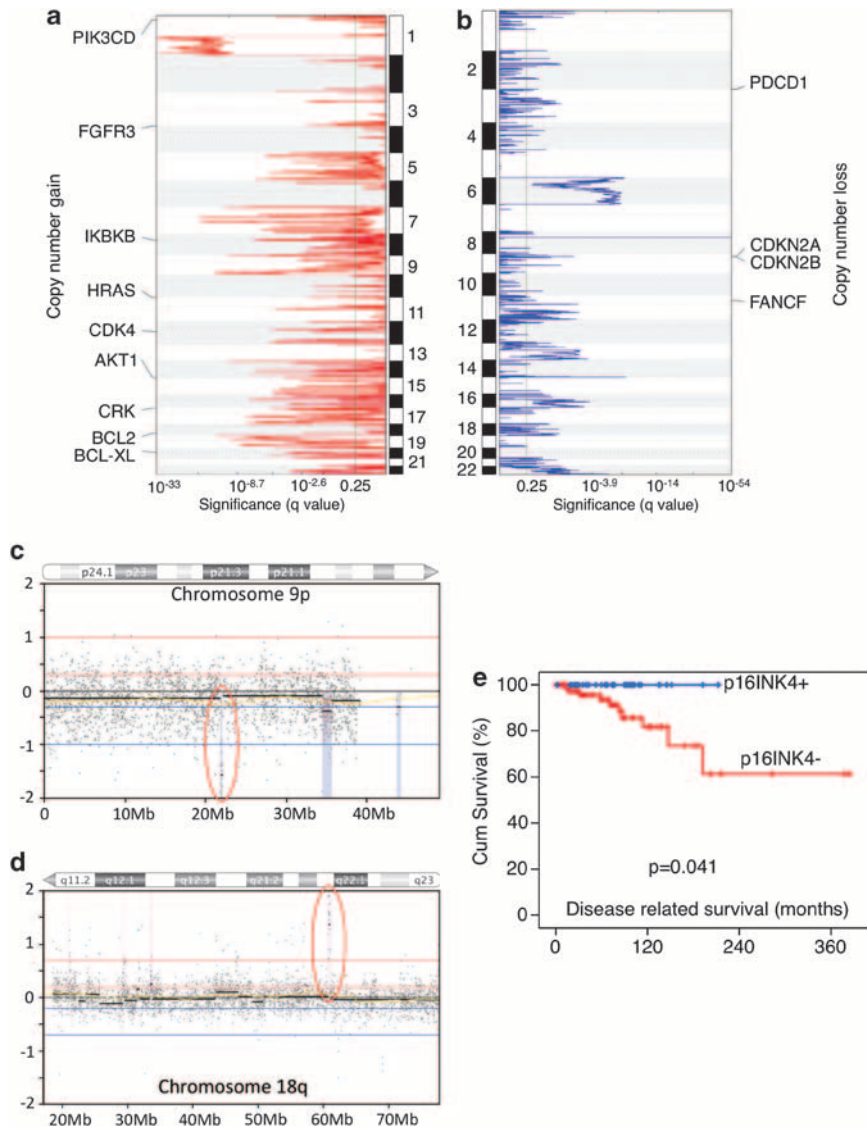 a
PIK3CD
FGFR3
IKBKB
HRAS
CDK4
AKT1
CRK
BCL2
BCL-XL
Copy number gain
1
3
5
7
9
11
13
15
17
19
21
10-33
10-8.7
10-2.6
0.25
Significance (q value)
b
2
4
6
8
10
12
14
16
18
20
22
PDCD1
CDKN2A
CDKN2B
FANCF
Copy number loss
0.25
10-3.9
10-14
10-54
Significance (q value)
c
p24.1
p23
p21.3
p21.1
Chromosome 9p
2
1
0
-1
-2
0
10Mb
20Mb
30Mb
40Mb
d
q11.2
q12.1
q12.3
q21.2
q22.1
q23
2
1
0
-1
-2
Chromosome 18q
20Mb
30Mb
40Mb
50Mb
60Mb
70Mb
e
100
80
60
40
20
0
Cum Survival (%)
p16INK4+
p16INK4-
p=0.041
Disease related survival (months)
0
120
240
360